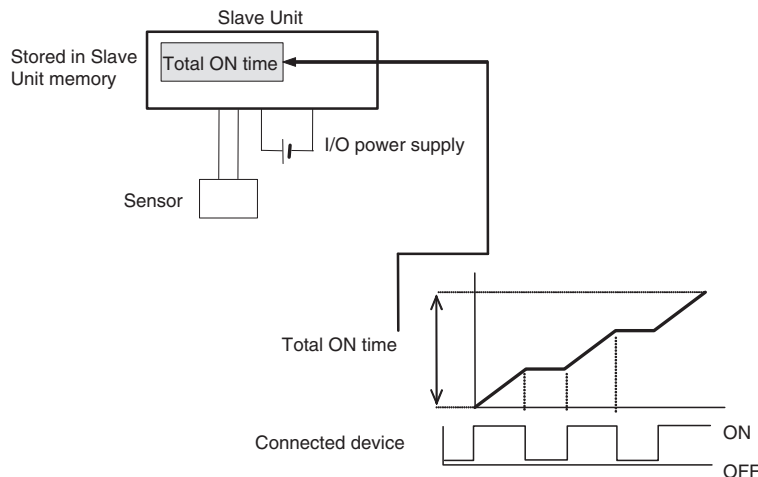 Slave Unit
Stored in Slave
Unit memory
Total ON time
I/O power supply
Sensor
Total ON time
Connected device
ON
OFF